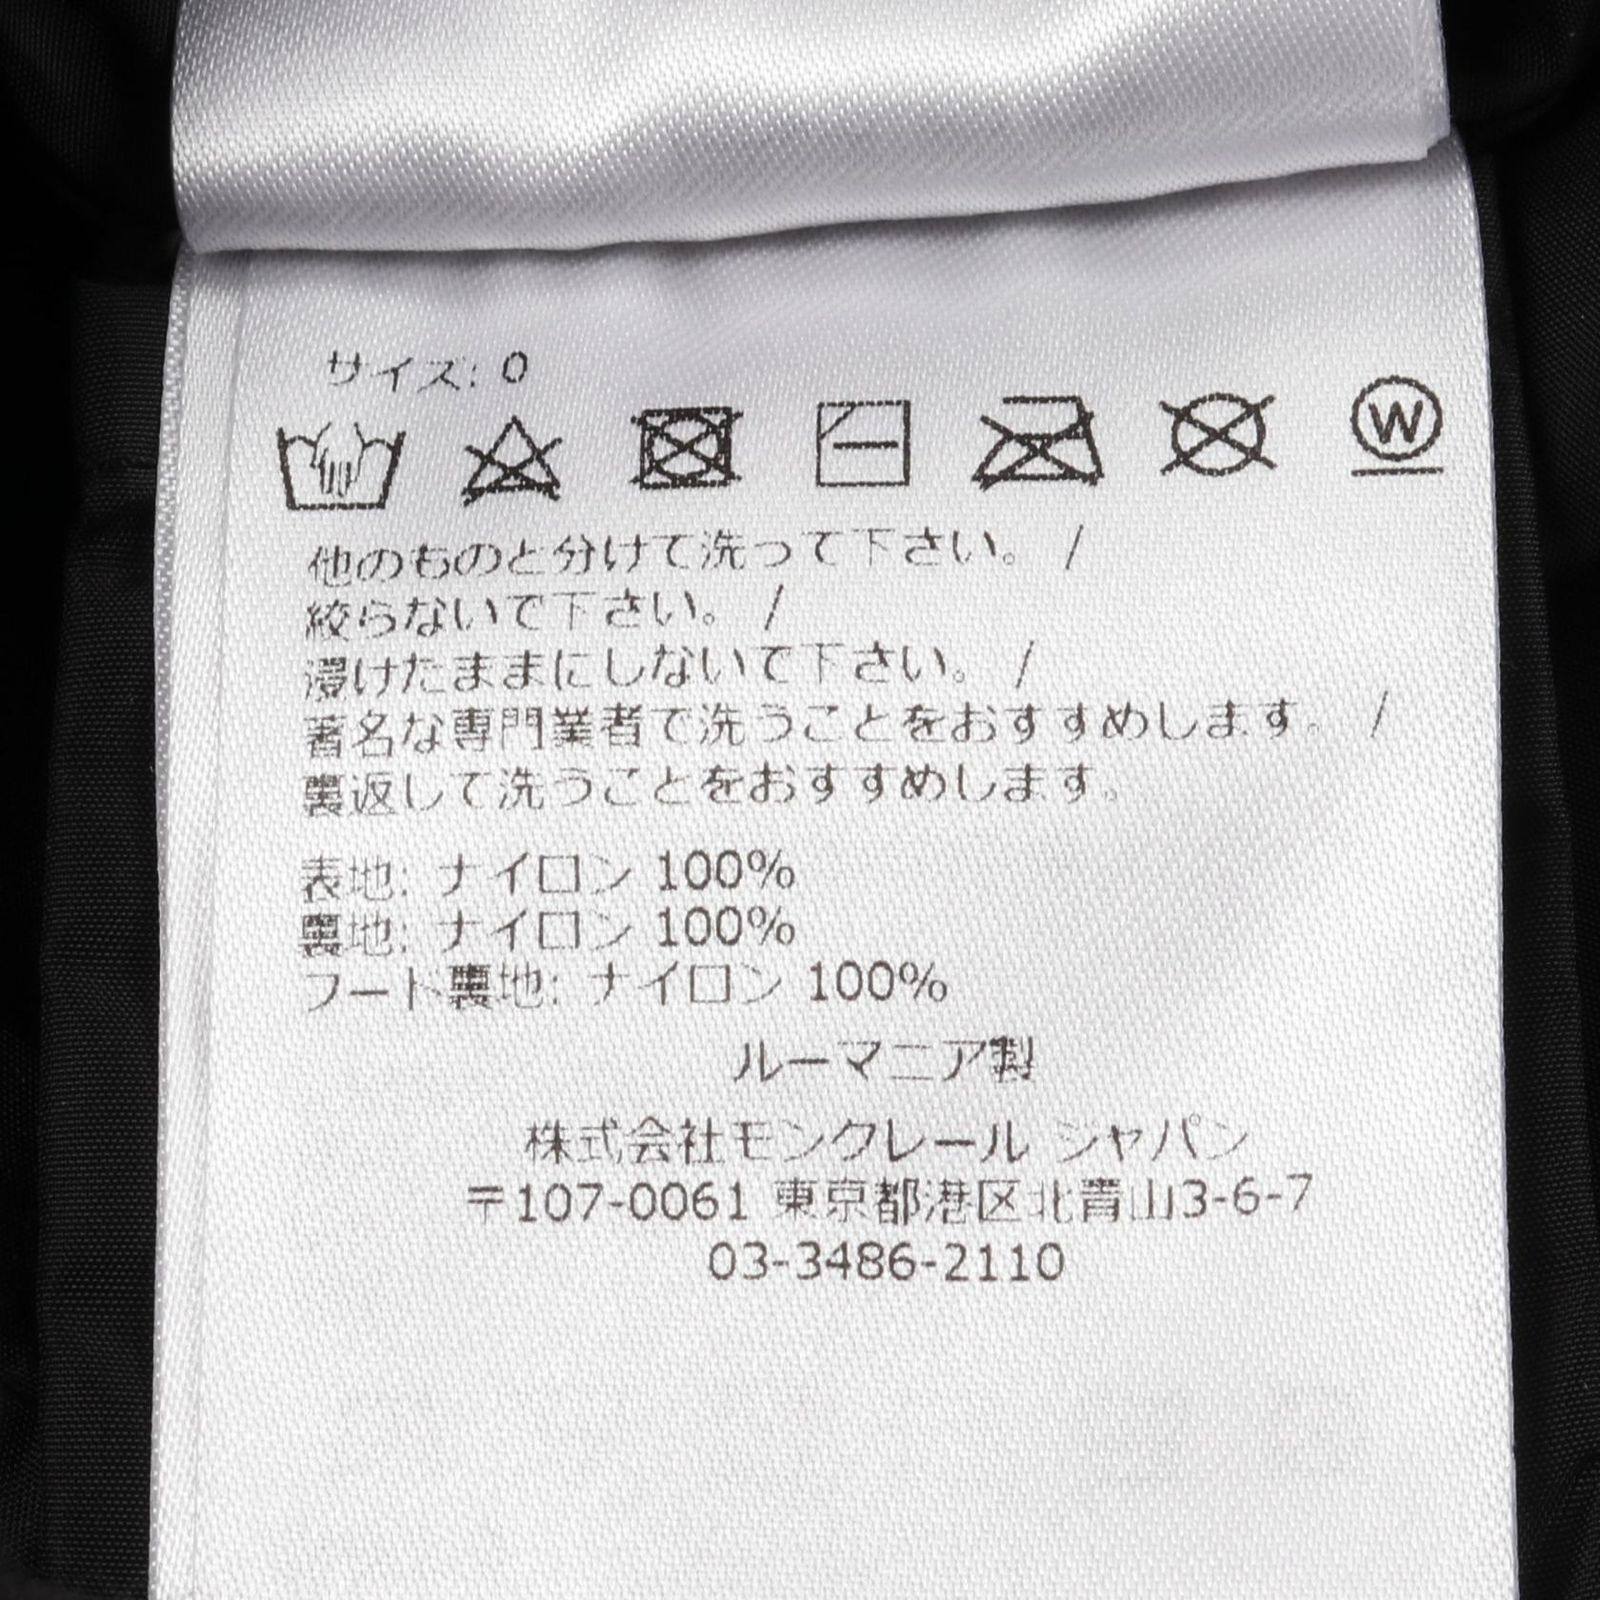 サイズ: 0
W
他のものと分けて洗って下さい。 /
絞らないで下さい。 /
浸けたままにしないで下さい。 /
著名な専門業者で洗うことをおすすめします。 /
裏返して洗うことをおすすめします。
表地: ナイロン 100%
裏地: ナイロン 100%
フード裏地: ナイロン 100%
ルーマニア製
株式会社モンクレール ジャパン
〒107-0061 東京都港区北青山3-6-7
03-3486-2110